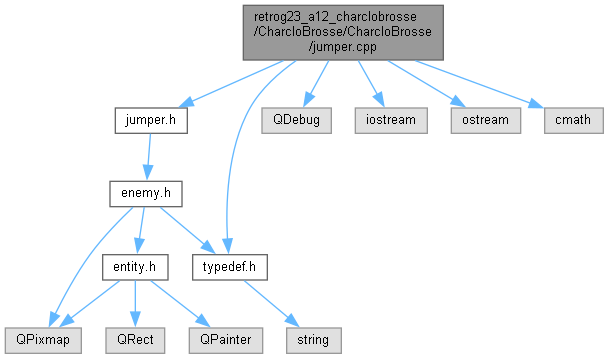 retrog23_a12_charclobrosse
/CharcloBrosse/CharcloBrosse
/jumper.cpp
jumper.h
QDebug
iostream
ostream
cmath
enemy.h
entity.h
typedef.h
QPixmap
QRect
QPainter
string